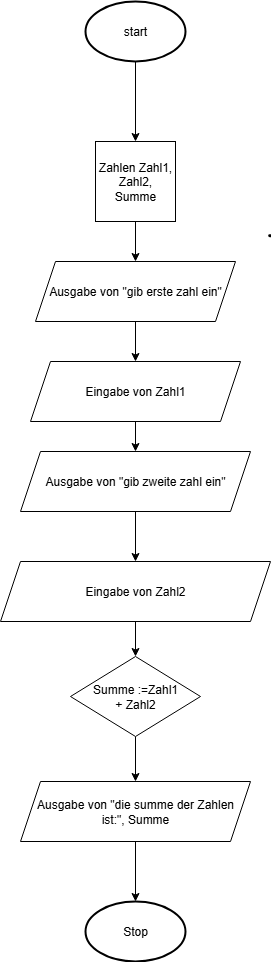 start
Zahlen Zahl1,
Zahl2,
Summe
Ausgabe von "gib erste zahl ein"
Eingabe von Zahl1
Ausgabe von "gib zweite zahl ein"
Eingabe von Zahl2
Summe :=Zahl1
+ Zahl2
Ausgabe von "die summe der Zahlen
ist:", Summe
Stop